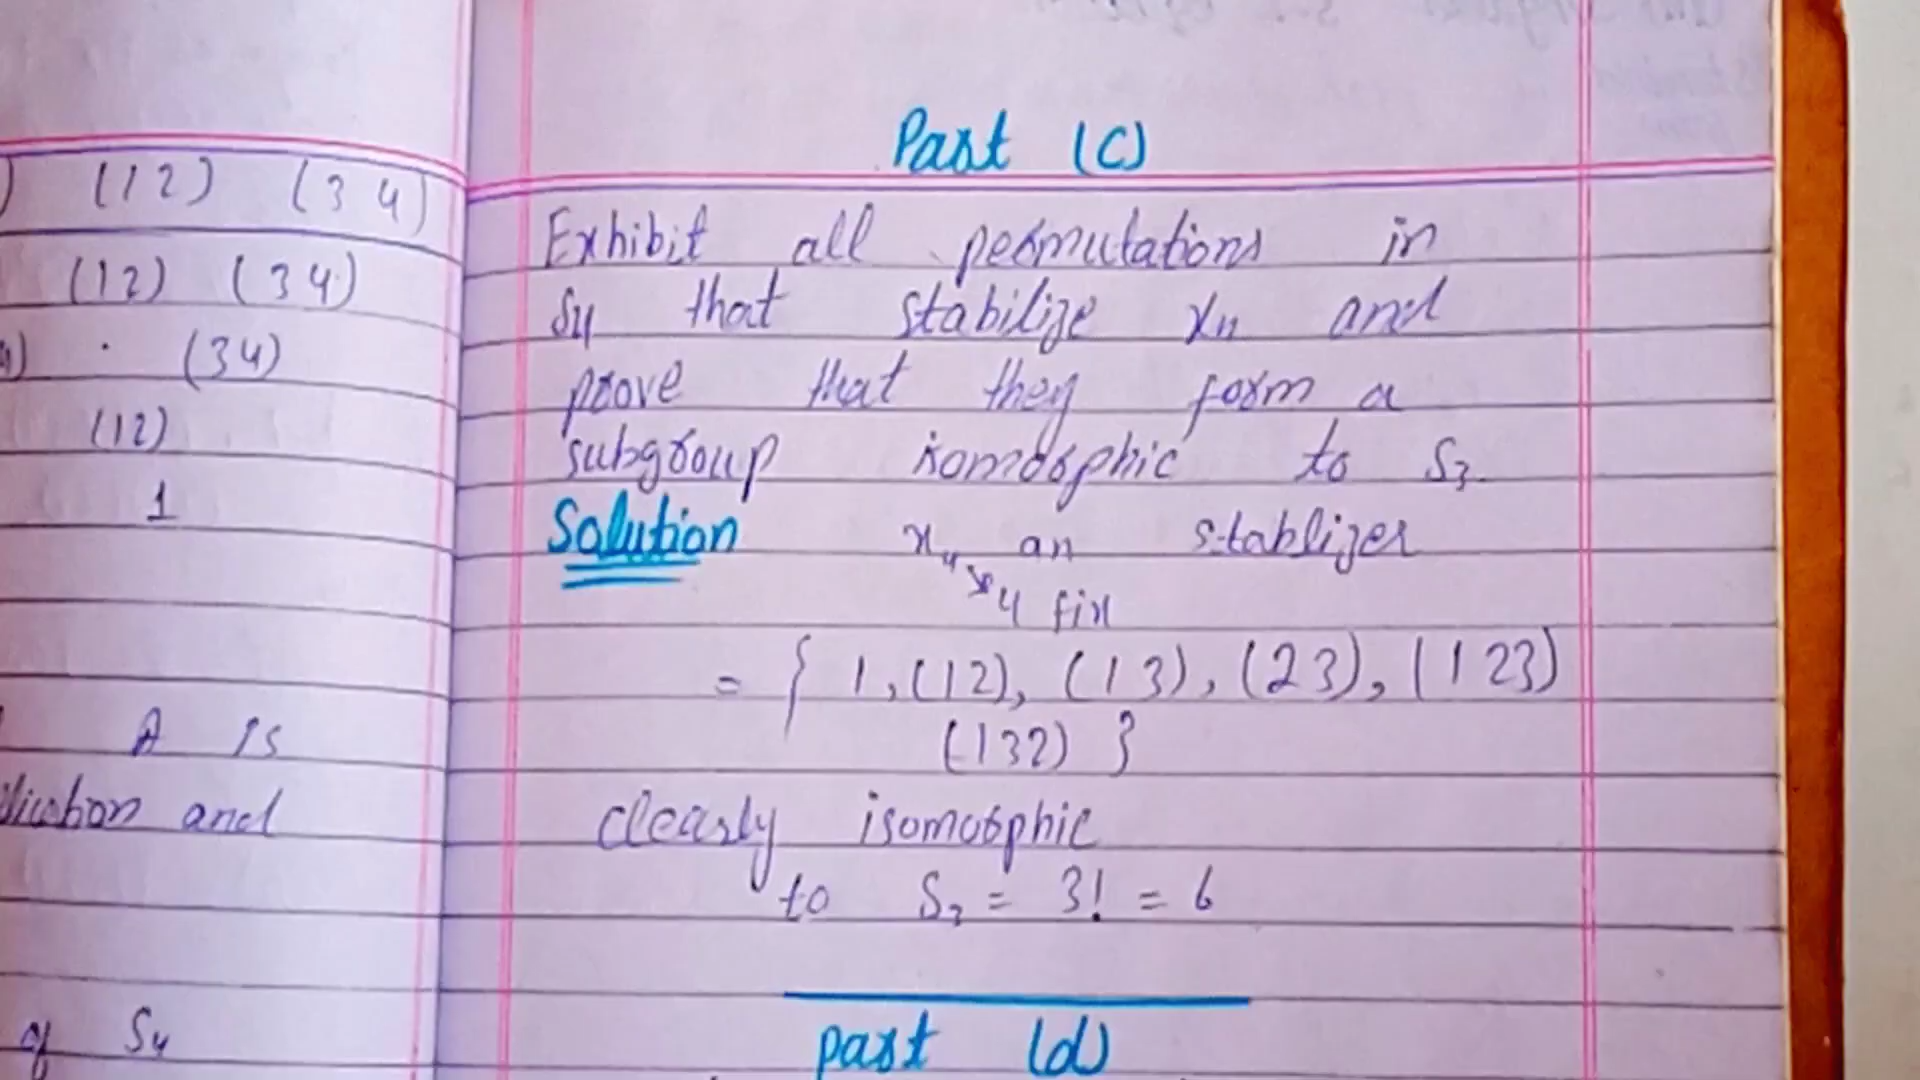 (12) (34)
(12) (34)
(34)
(12)
1
A is
and
of S4
Part (c)
Exhibit all permutations in
S4 that stabilize x4 and
prove that they form a
subgroup isomorphic to S3.
Solution x4 an stablizer
4 fix
= { 1, (12), (13), (23), (123)
(132) }
clearly isomorphic
to S3 = 3! = 6
part (d)